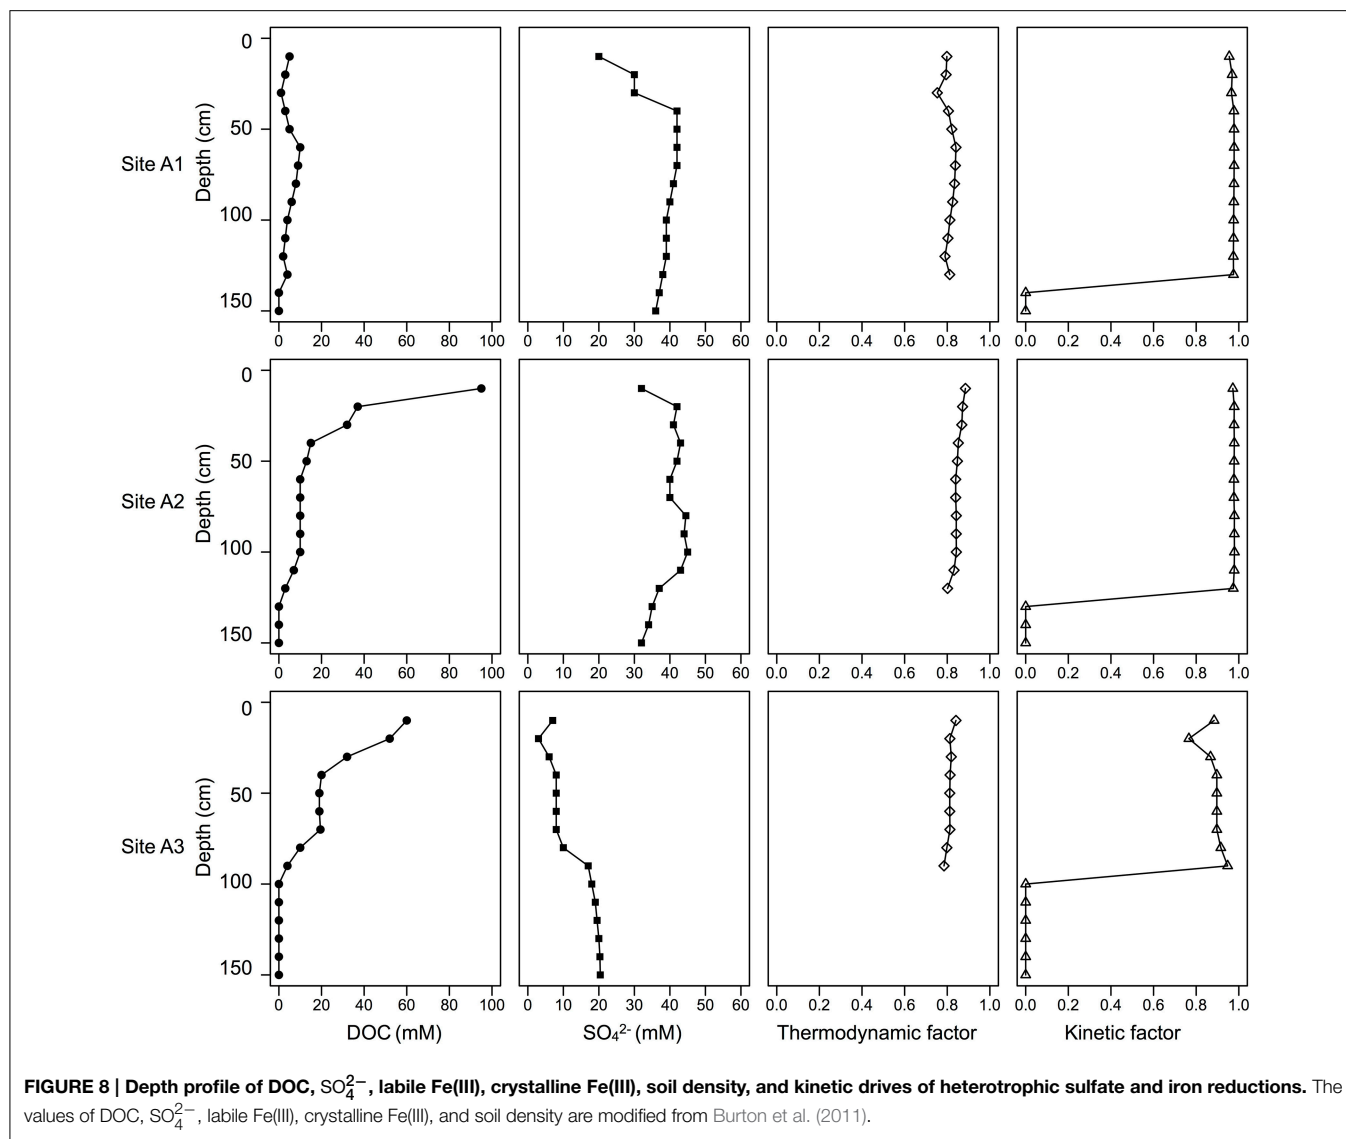 0
50
100
150
Depth (cm)
Site A1
0 20 40 60 80 100
0 10 20 30 40 50 60
0.0 0.2 0.4 0.6 0.8 1.0
0.0 0.2 0.4 0.6 0.8 1.0
0
50
100
150
Depth (cm)
Site A2
0 20 40 60 80 100
0 10 20 30 40 50 60
0.0 0.2 0.4 0.6 0.8 1.0
0.0 0.2 0.4 0.6 0.8 1.0
0
50
100
150
Depth (cm)
Site A3
0 20 40 60 80 100
0 10 20 30 40 50 60
0.0 0.2 0.4 0.6 0.8 1.0
0.0 0.2 0.4 0.6 0.8 1.0
DOC (mM)
SO₄²⁻ (mM)
Thermodynamic factor
Kinetic factor
FIGURE 8 | Depth profile of DOC, SO₄²⁻, labile Fe(III), crystalline Fe(III), soil density, and kinetic drives of heterotrophic sulfate and iron reductions. The
values of DOC, SO₄²⁻, labile Fe(III), crystalline Fe(III), and soil density are modified from Burton et al. (2011).